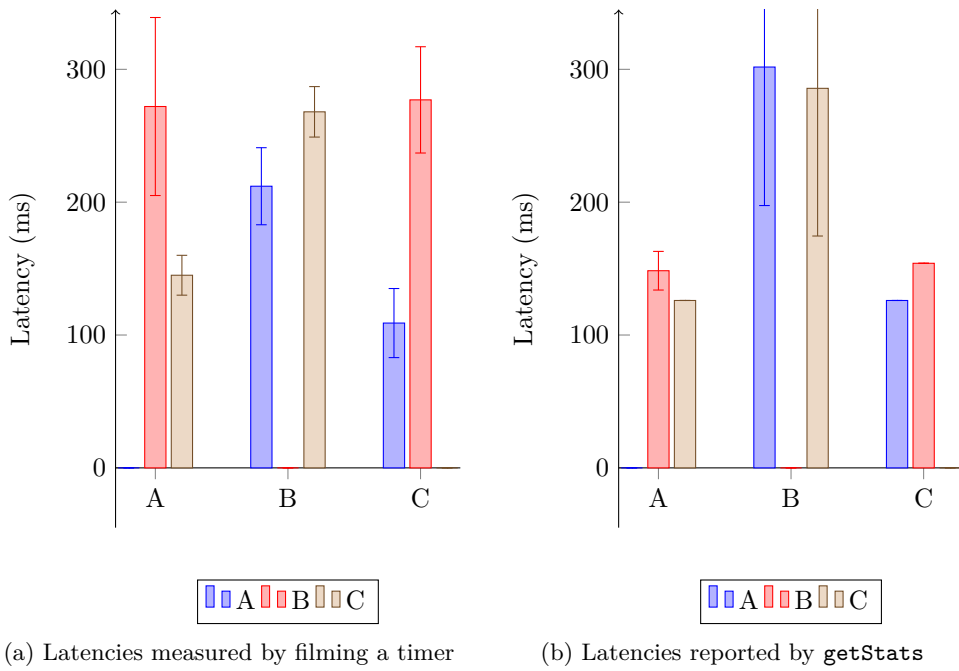 300
200
100
0
Latency (ms)
A B C
A B C
(a) Latencies measured by filming a timer
300
200
100
0
Latency (ms)
A B C
A B C
(b) Latencies reported by getStats